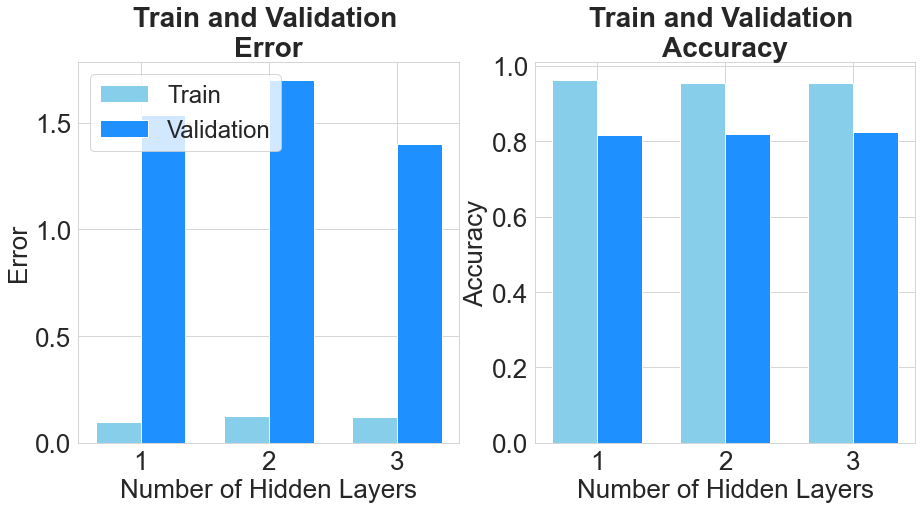 Train and Validation
Error
Train
Validation
Error
1.5
1.0
0.5
0.0
1
2
3
Number of Hidden Layers
Train and Validation
Accuracy
Accuracy
1.0
0.8
0.6
0.4
0.2
0.0
1
2
3
Number of Hidden Layers